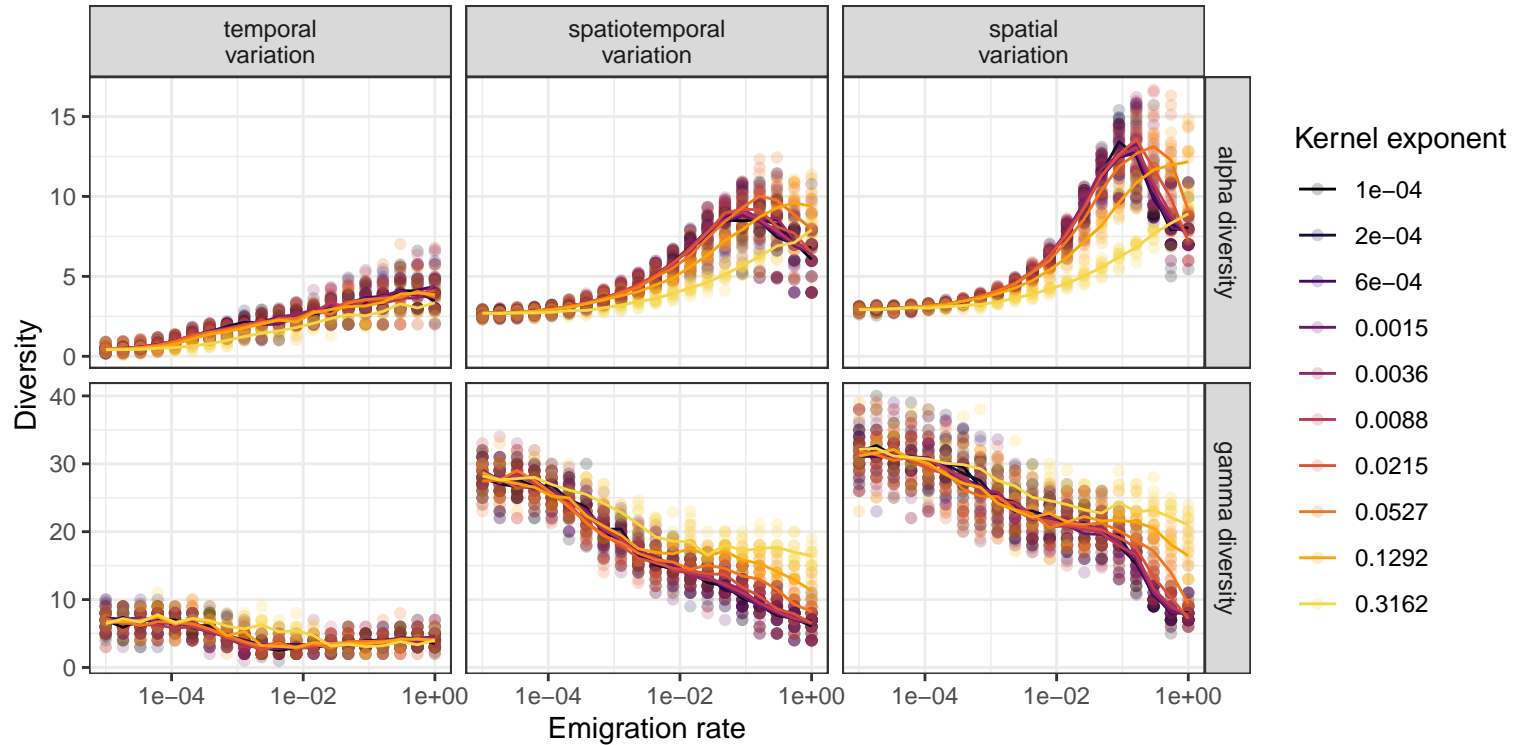 temporal
variation
spatiotemporal
variation
spatial
variation
Diversity
15
10
5
0
alpha diversity
40
30
20
10
0
gamma diversity
1e−04
1e−02
1e+00
1e−04
1e−02
1e+00
1e−04
1e−02
1e+00
Emigration rate
Kernel exponent
1e−04
2e−04
6e−04
0.0015
0.0036
0.0088
0.0215
0.0527
0.1292
0.3162